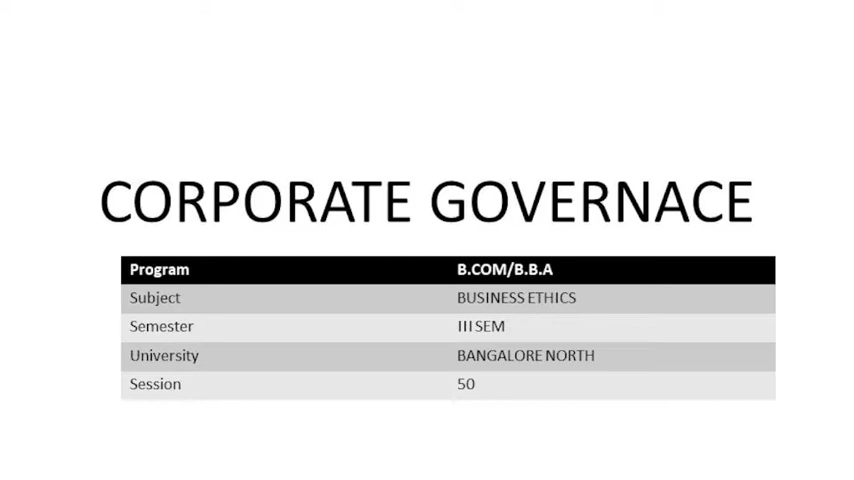 CORPORATE GOVERNACE
Program B.COM/B.B.A
Subject BUSINESS ETHICS
Semester III SEM
University BANGALORE NORTH
Session 50